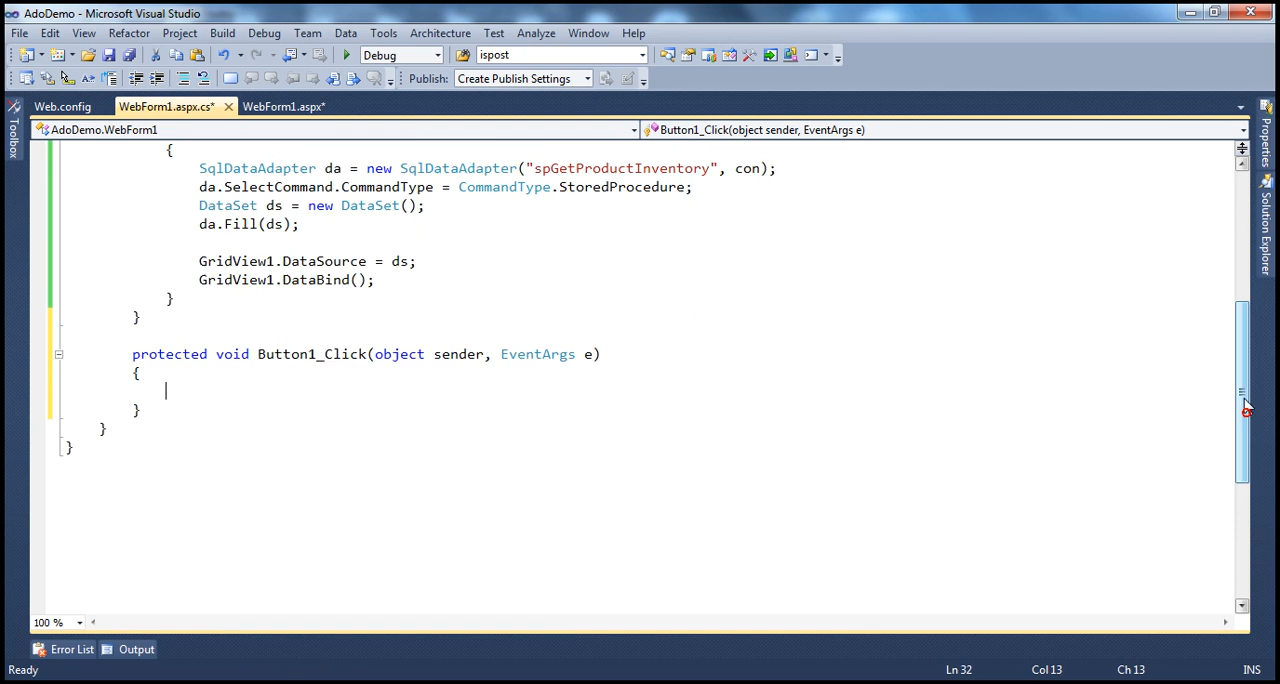 AdoDemo - Microsoft Visual Studio
File Edit View Refactor Project Build Debug Team Data Tools Architecture Test Analyze Window Help
Debug ispost
Publish: Create Publish Settings
Toolbox
Web.config WebForm1.aspx.cs* WebForm1.aspx*
AdoDemo.WebForm1 Button1_Click(object sender, EventArgs e)
{
SqlDataAdapter da = new SqlDataAdapter("spGetProductInventory", con);
da.SelectCommand.CommandType = CommandType.StoredProcedure;
DataSet ds = new DataSet();
da.Fill(ds);
GridView1.DataSource = ds;
GridView1.DataBind();
}
}
protected void Button1_Click(object sender, EventArgs e)
{
}
}
}
Properties
Solution Explorer
100 %
Error List Output
Ready Ln 32 Col 13 Ch 13 INS